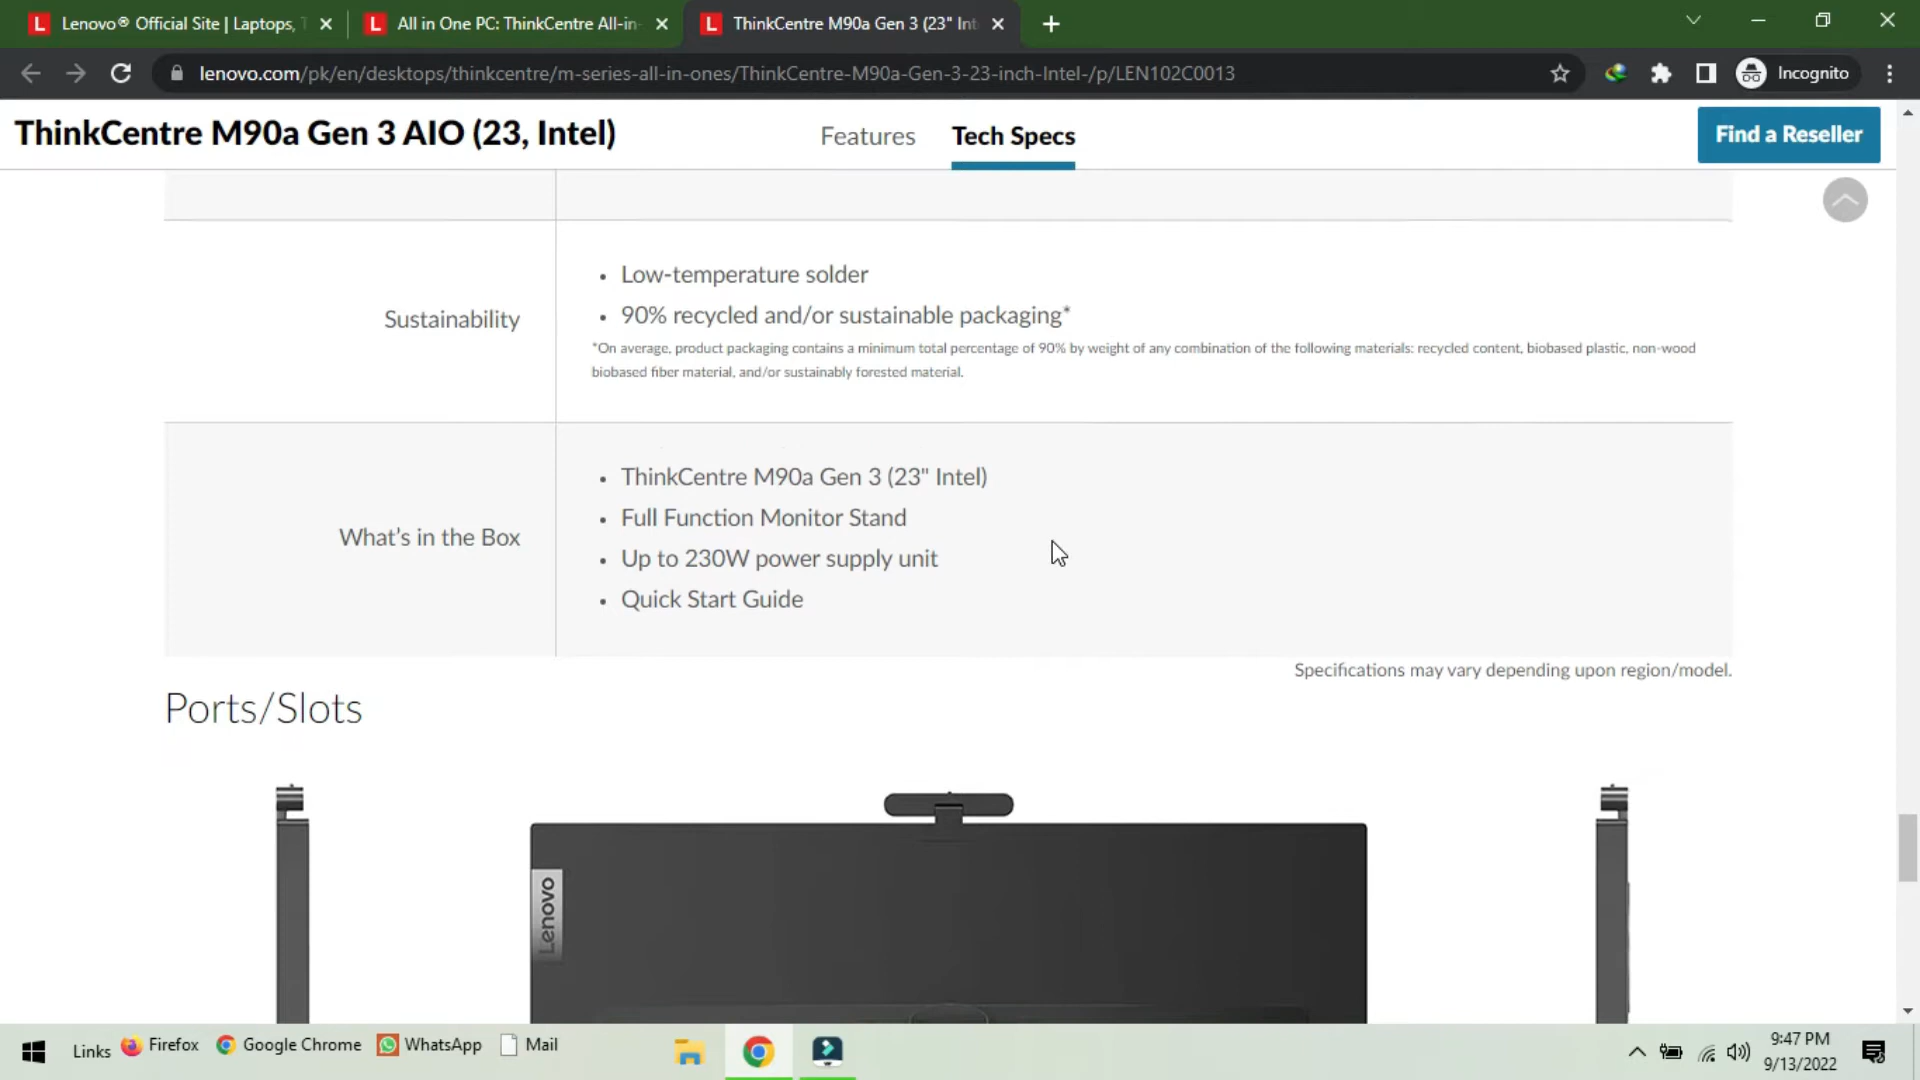 Lenovo® Official Site | Laptops,
All in One PC: ThinkCentre All-in-
ThinkCentre M90a Gen 3 (23" Int
lenovo.com/pk/en/desktops/thinkcentre/m-series-all-in-ones/ThinkCentre-M90a-Gen-3-23-inch-Intel-/p/LEN102C0013
Incognito
ThinkCentre M90a Gen 3 AIO (23, Intel)
Features
Tech Specs
Find a Reseller
Sustainability
• Low-temperature solder
• 90% recycled and/or sustainable packaging*
*On average, product packaging contains a minimum total percentage of 90% by weight of any combination of the following materials: recycled content, biobased plastic, non-wood
biobased fiber material, and/or sustainably forested material.
What's in the Box
• ThinkCentre M90a Gen 3 (23" Intel)
• Full Function Monitor Stand
• Up to 230W power supply unit
• Quick Start Guide
Specifications may vary depending upon region/model.
Ports/Slots
Lenovo
Links
Firefox
Google Chrome
WhatsApp
Mail
9:47 PM
9/13/2022